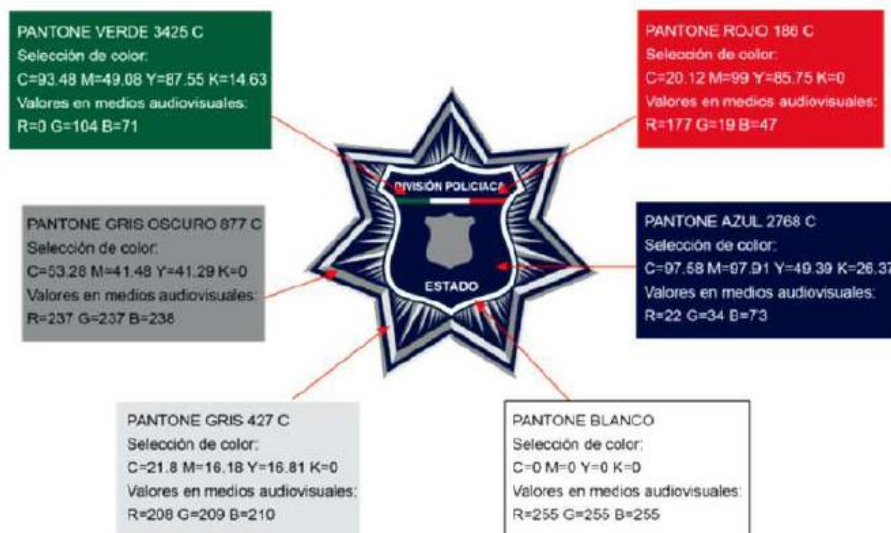 PANTONE VERDE 3425 C
Selección de color:
C=93.48 M=49.08 Y=87.55 K=14.63
Valores en medios audiovisuales:
R=0 G=104 B=71
PANTONE ROJO 186 C
Selección de color:
C=20.12 M=99 Y=85.75 K=0
Valores en medios audiovisuales:
R=177 G=19 B=47
DIVISIÓN POLICIACA
ESTADO
PANTONE GRIS OSCURO 877 C
Selección de color:
C=53.28 M=41.48 Y=41.29 K=0
Valores en medios audiovisuales:
R=237 G=237 B=238
PANTONE AZUL 2768 C
Selección de color:
C=97.58 M=97.91 Y=49.39 K=26.37
Valores en medios audiovisuales:
R=22 G=34 B=73
PANTONE GRIS 427 C
Selección de color:
C=21.8 M=16.18 Y=16.81 K=0
Valores en medios audiovisuales:
R=208 G=209 B=210
PANTONE BLANCO
Selección de color:
C=0 M=0 Y=0 K=0
Valores en medios audiovisuales:
R=255 G=255 B=255